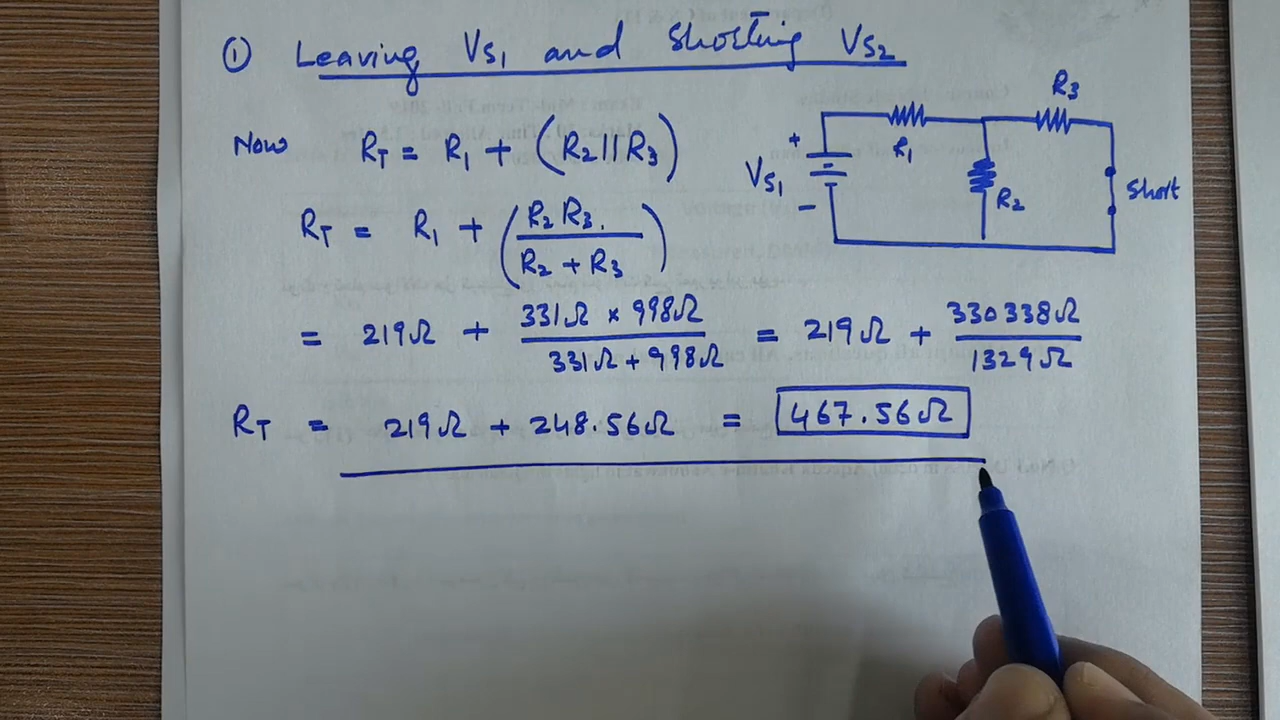 ① Leaving VS1 and Shorting VS2
Now RT = R1 + (R2 || R3)
RT = R1 + (R2 R3 / R2 + R3)
= 219Ω + 331Ω × 998Ω / 331Ω + 998Ω = 219Ω + 330338Ω / 1329Ω
RT = 219Ω + 248.56Ω = 467.56Ω
R3
+
R1
VS1
R2
Short
−